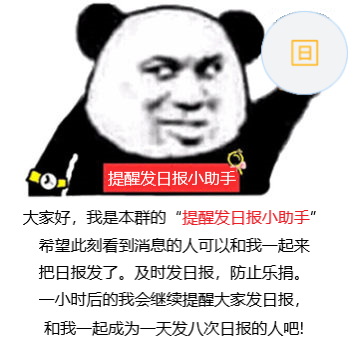 日
提醒发日报小助手
大家好，我是本群的“提醒发日报小助手”
希望此刻看到消息的人可以和我一起来
把日报发了。及时发日报，防止乐捐。
一小时后的我会继续提醒大家发日报，
和我一起成为一天发八次日报的人吧!